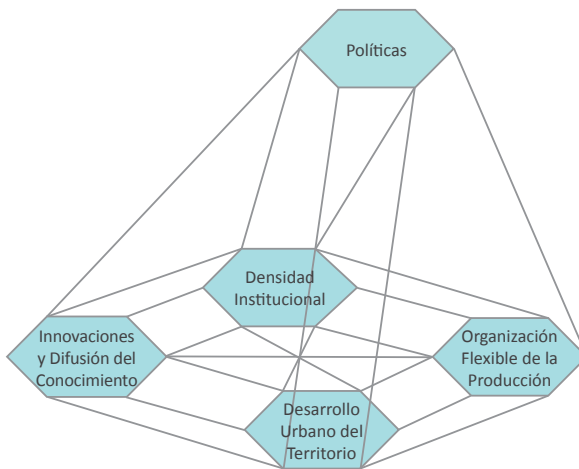 Políticas
Densidad
Institucional
Innovaciones
y Difusión del
Conocimiento
Organización
Flexible de la
Producción
Desarrollo
Urbano del
Territorio